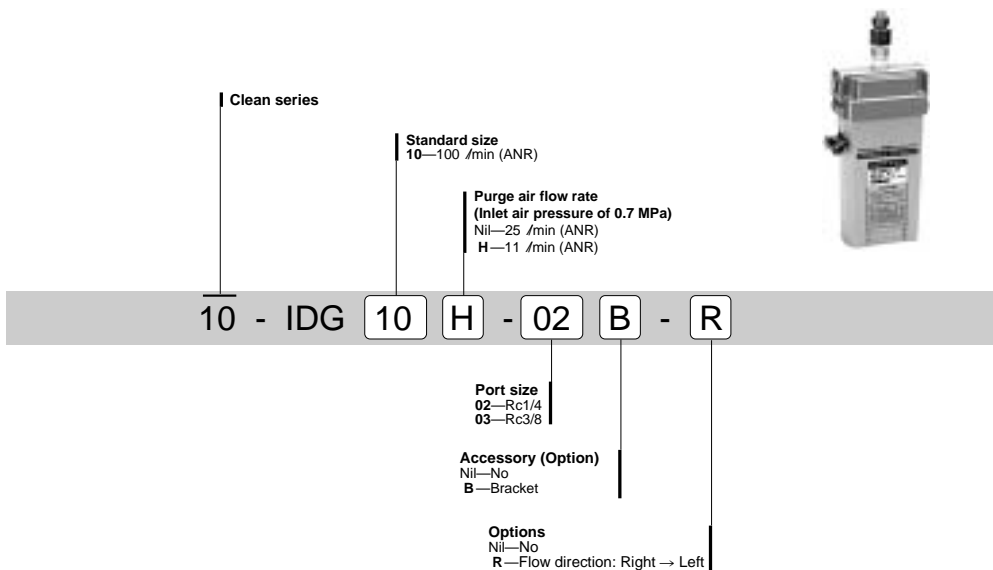 Clean series
Standard size
10—100 ℓ/min (ANR)
Purge air flow rate
(Inlet air pressure of 0.7 MPa)
Nil—25 ℓ/min (ANR)
H—11 ℓ/min (ANR)
10 - IDG 10 H - 02 B - R
Port size
02—Rc1/4
03—Rc3/8
Accessory (Option)
Nil—No
B—Bracket
Options
Nil—No
R—Flow direction: Right → Left